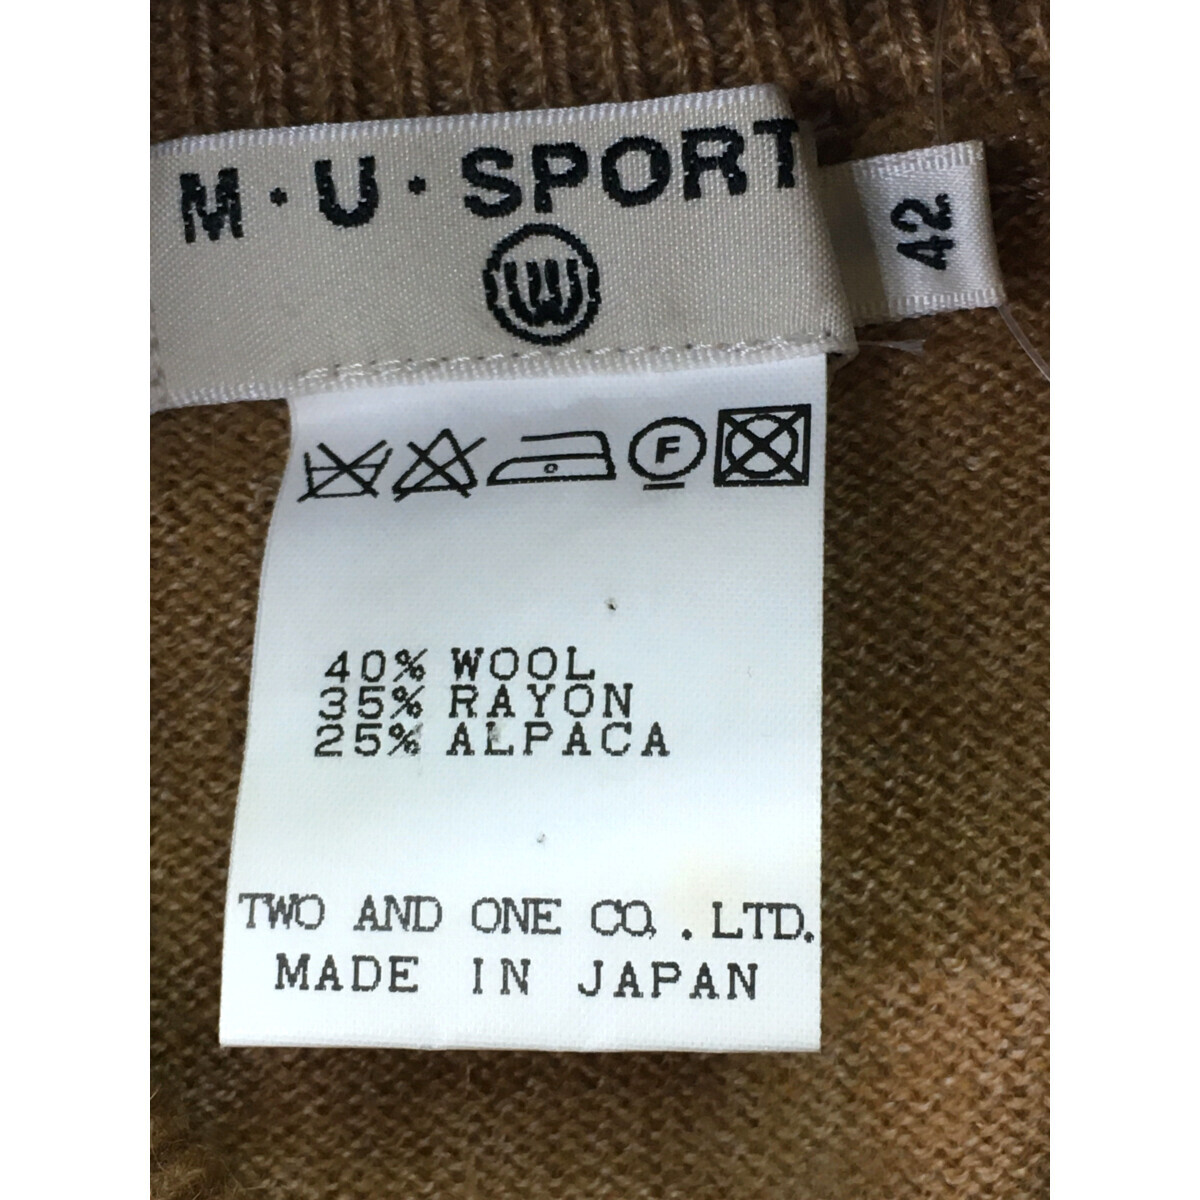 M·U·SPORT
42
F
40% WOOL
35% RAYON
25% ALPACA
TWO AND ONE CO.,LTD.
MADE IN JAPAN